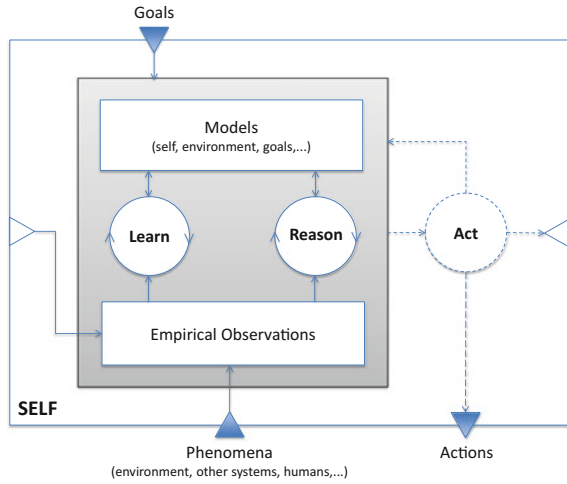 Goals
Models
(self, environment, goals,...)
Learn
Reason
Act
Empirical Observations
SELF
Phenomena
(environment, other systems, humans,...)
Actions